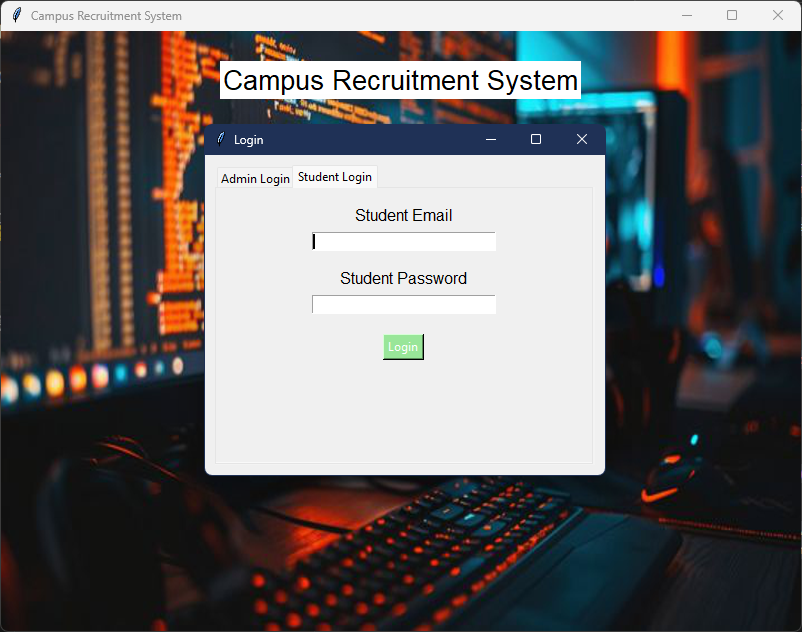 Campus Recruitment System
Campus Recruitment System
Login
Admin Login Student Login
Student Email
Student Password
Login